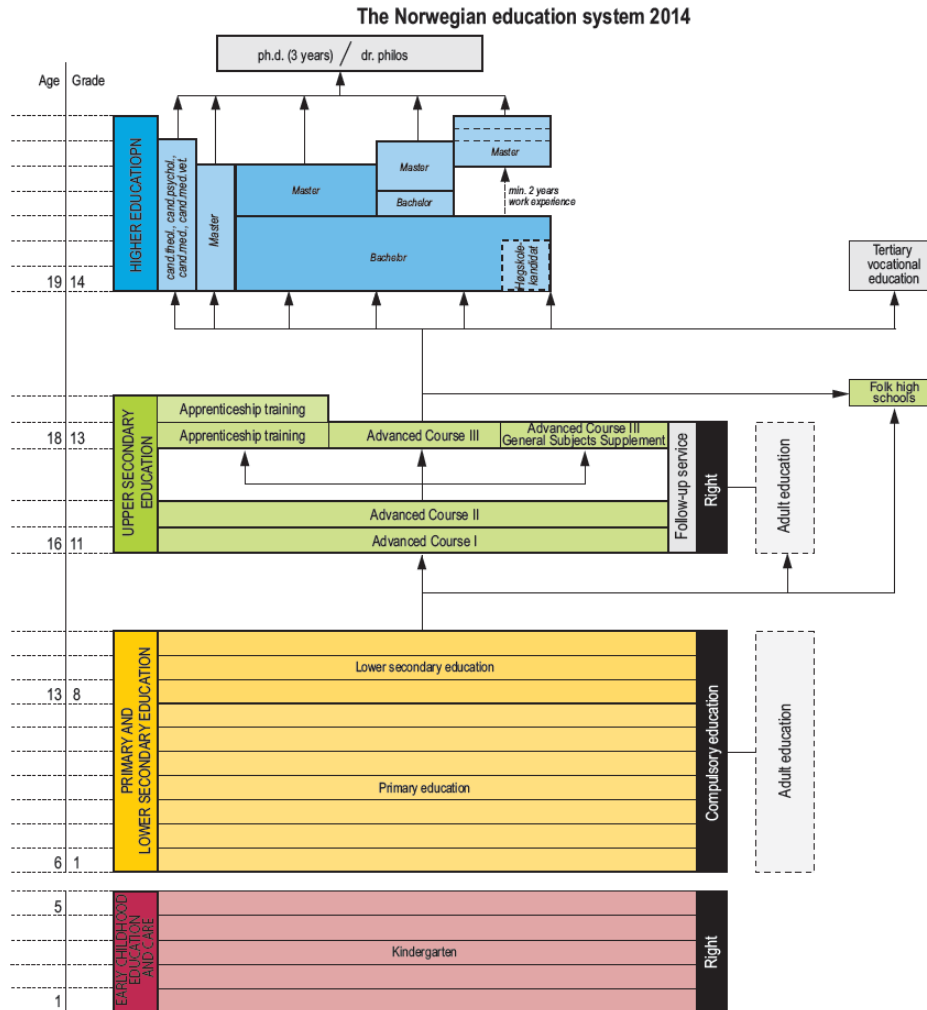 The Norwegian education system 2014
ph.d. (3 years) / dr. philos
Age Grade
HIGHER EDUCATIOPN
cand.theol., cand.psychol.,
cand.med., cand.med.vet.
Master
Master
Master
Bachelor
Master
min. 2 years
work experience
Bachelor
Høgskole-
kandidat
19 14
Tertiary
vocational
education
Folk high
schools
UPPER SECONDARY
EDUCATION
Apprenticeship training
18 13
Apprenticeship training
Advanced Course III
Advanced Course III
General Subjects Supplement
Follow-up service
Right
Adult education
Advanced Course II
16 11
Advanced Course I
PRIMARY AND
LOWER SECONDARY EDUCATION
Lower secondary education
13 8
Primary education
Compulsory education
Adult education
6 1
EARLY CHILDHOOD
EDUCATION
AND CARE
5
Kindergarten
Right
1